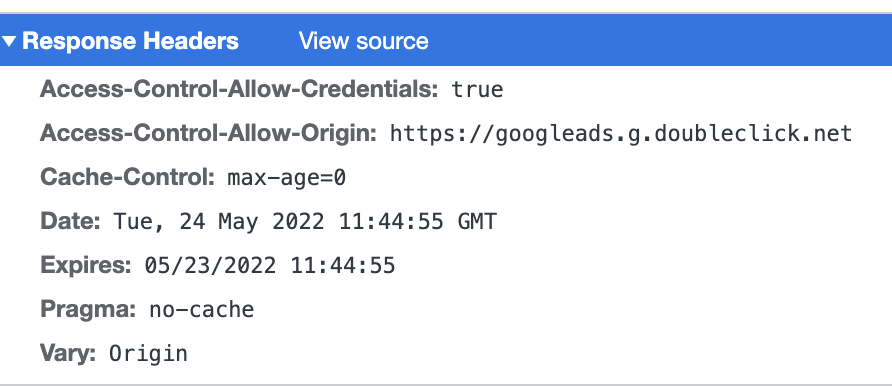 Response Headers View source
Access-Control-Allow-Credentials: true
Access-Control-Allow-Origin: https://googleads.g.doubleclick.net
Cache-Control: max-age=0
Date: Tue, 24 May 2022 11:44:55 GMT
Expires: 05/23/2022 11:44:55
Pragma: no-cache
Vary: Origin